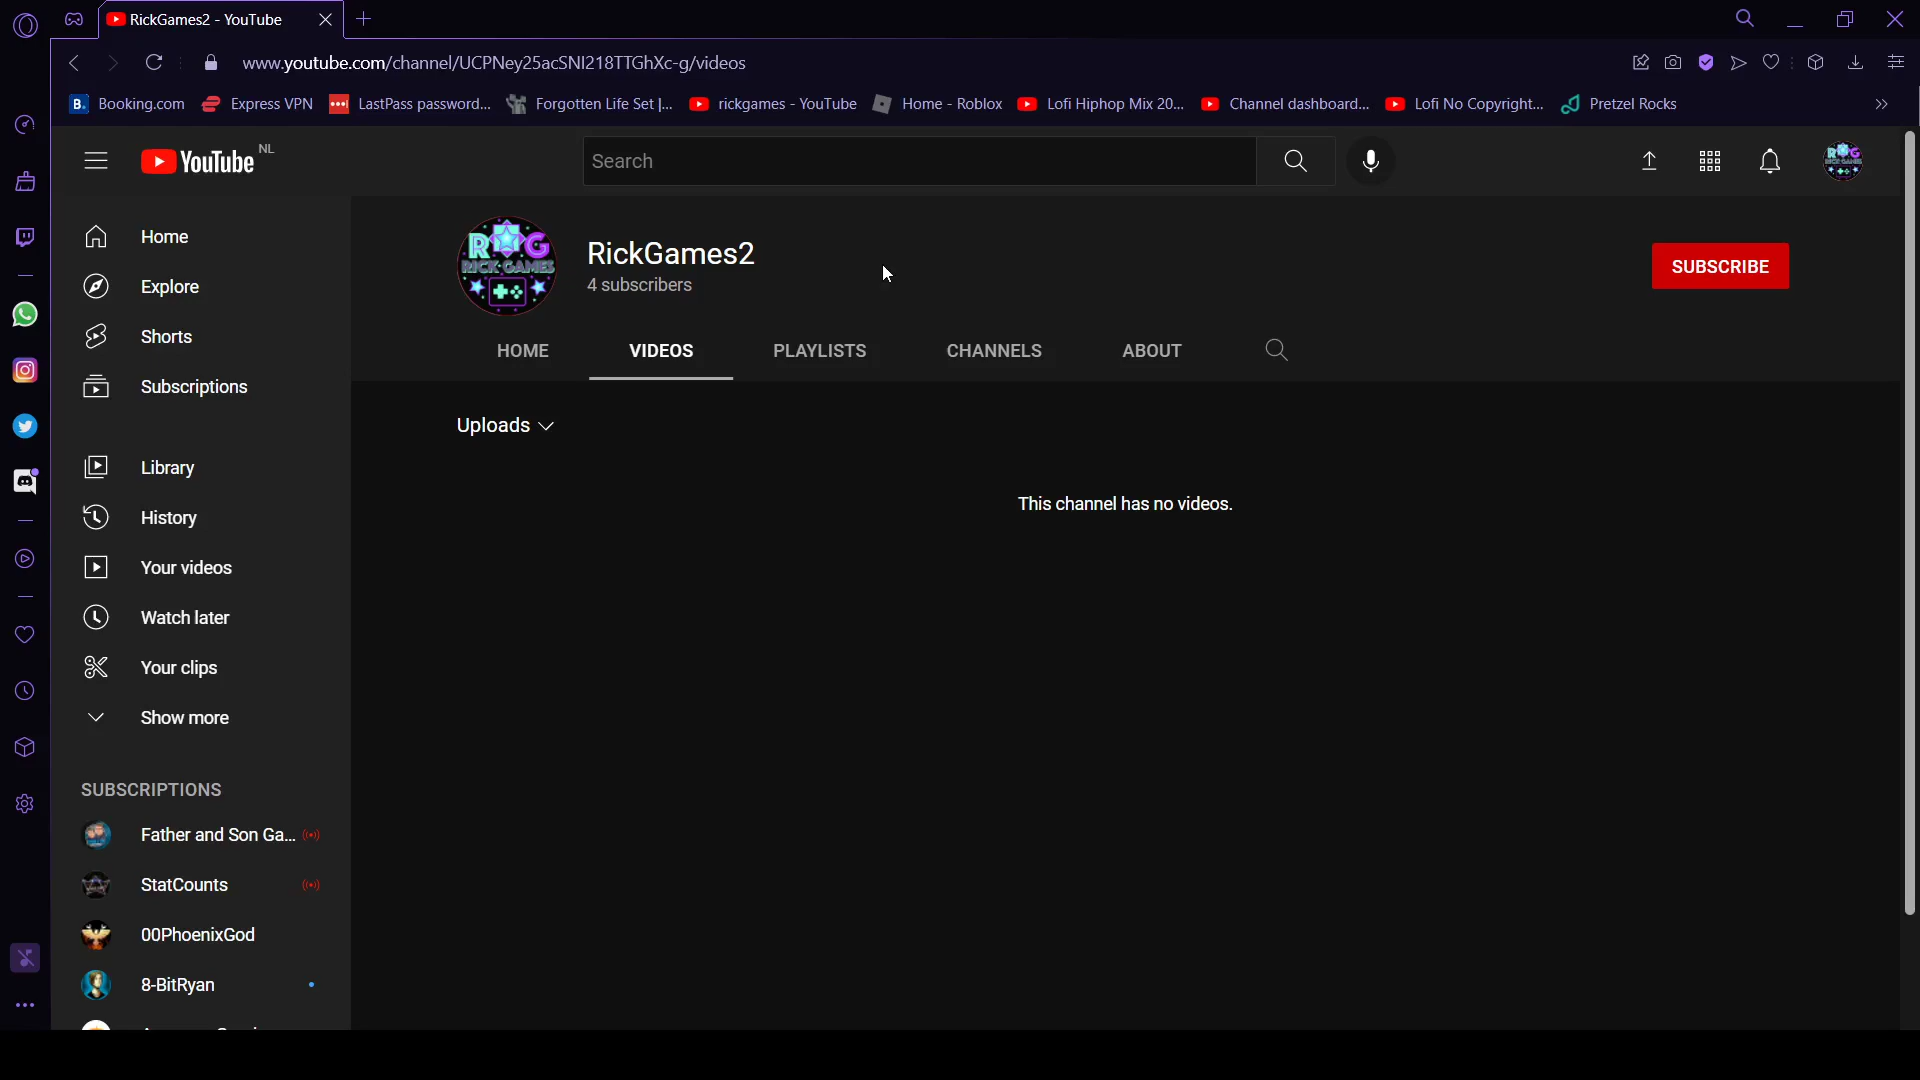 RickGames2 - YouTube
www.youtube.com/channel/UCPNey25acSNI218TTGhXc-g/videos
B. Booking.com Express VPN LastPass password... Forgotten Life Set |... rickgames - YouTube Home - Roblox Lofi Hiphop Mix 20... Channel dashboard... Lofi No Copyright... Pretzel Rocks
YouTube NL
Search
Home
Explore
Shorts
Subscriptions
Library
History
Your videos
Watch later
Your clips
Show more
SUBSCRIPTIONS
Father and Son Ga...
StatCounts
00PhoenixGod
8-BitRyan
R G
RICK GAMES
RickGames2
4 subscribers
SUBSCRIBE
HOME VIDEOS PLAYLISTS CHANNELS ABOUT
Uploads
This channel has no videos.